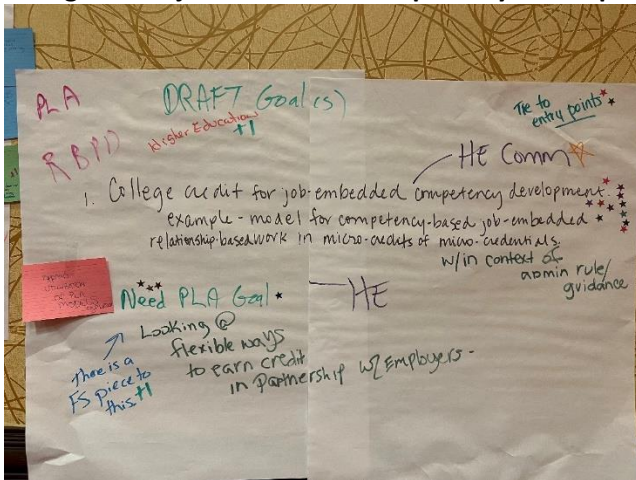 PLA
DRAFT Goal(s)
Higher Education
+1
Tie to
entry points
RBPD
HE Comm
1. College credit for job-embedded competency development.
example - model for competency-based job-embedded
relationship-based work in micro-credits of micro-credentials.
w/in context of
admin rule/
guidance
Need PLA Goal
HE
Looking @
flexible ways
to earn credit
in Partnership w/ Employers.
There is a
FS piece to
this. +1